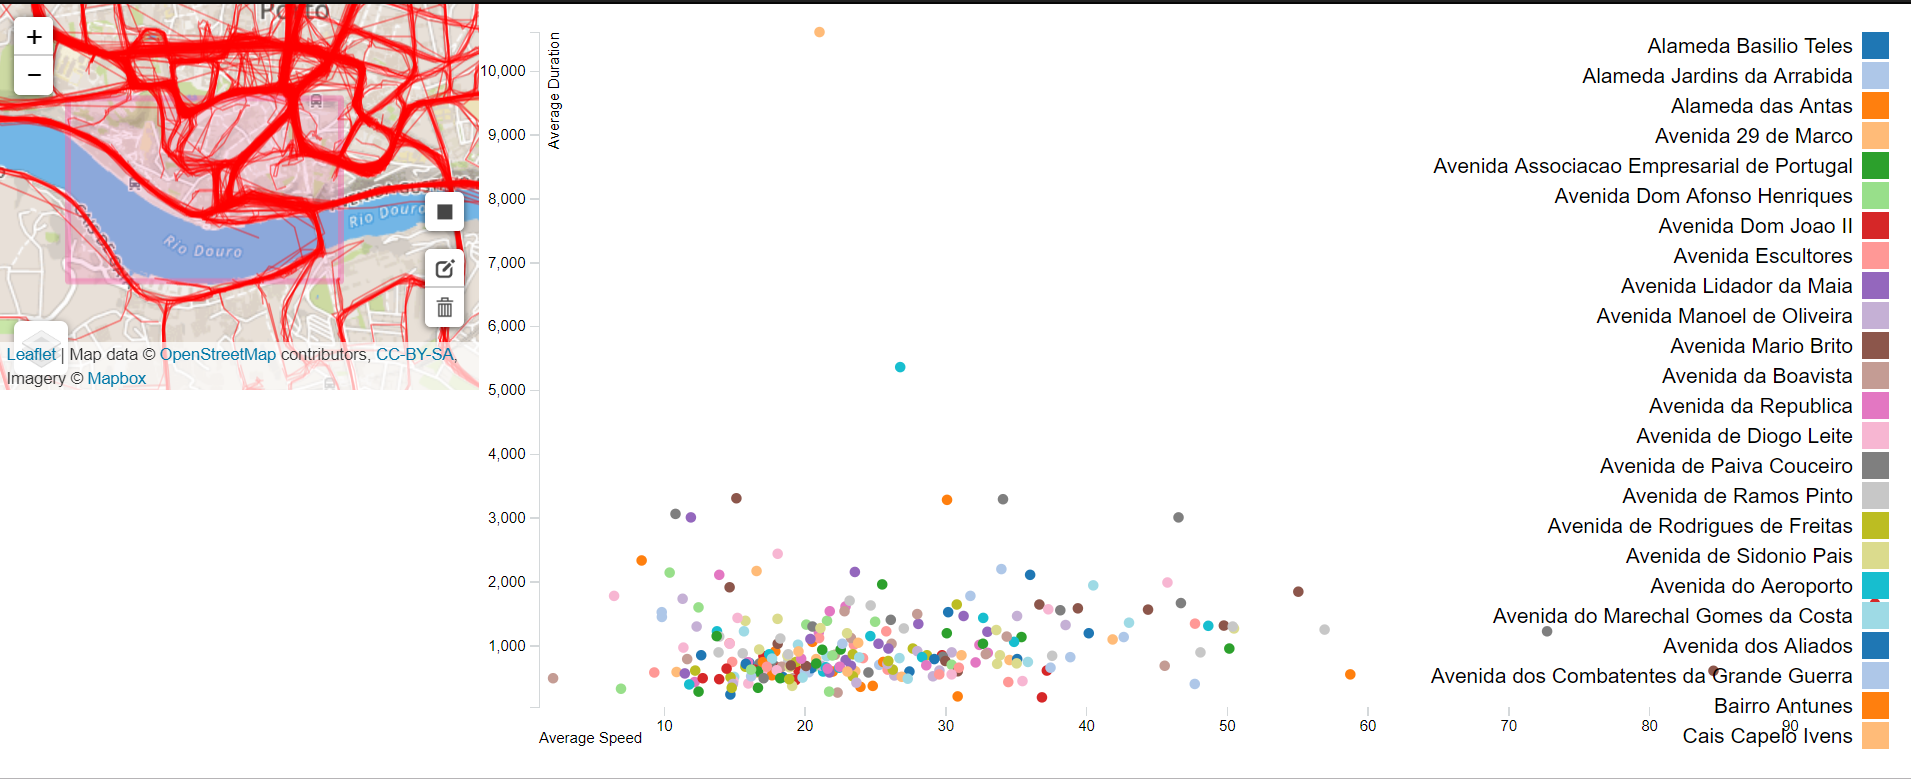 Porto
+
−
Rio Douro
Rio Douro
Leaflet | Map data © OpenStreetMap contributors, CC-BY-SA,
Imagery © Mapbox
Average Duration
10,000
9,000
8,000
7,000
6,000
5,000
4,000
3,000
2,000
1,000
10 20 30 40 50 60 70 80 90
Average Speed
Alameda Basilio Teles
Alameda Jardins da Arrabida
Alameda das Antas
Avenida 29 de Marco
Avenida Associacao Empresarial de Portugal
Avenida Dom Afonso Henriques
Avenida Dom Joao II
Avenida Escultores
Avenida Lidador da Maia
Avenida Manoel de Oliveira
Avenida Mario Brito
Avenida da Boavista
Avenida da Republica
Avenida de Diogo Leite
Avenida de Paiva Couceiro
Avenida de Ramos Pinto
Avenida de Rodrigues de Freitas
Avenida de Sidonio Pais
Avenida do Aeroporto
Avenida do Marechal Gomes da Costa
Avenida dos Aliados
Avenida dos Combatentes da Grande Guerra
Bairro Antunes
Cais Capelo Ivens